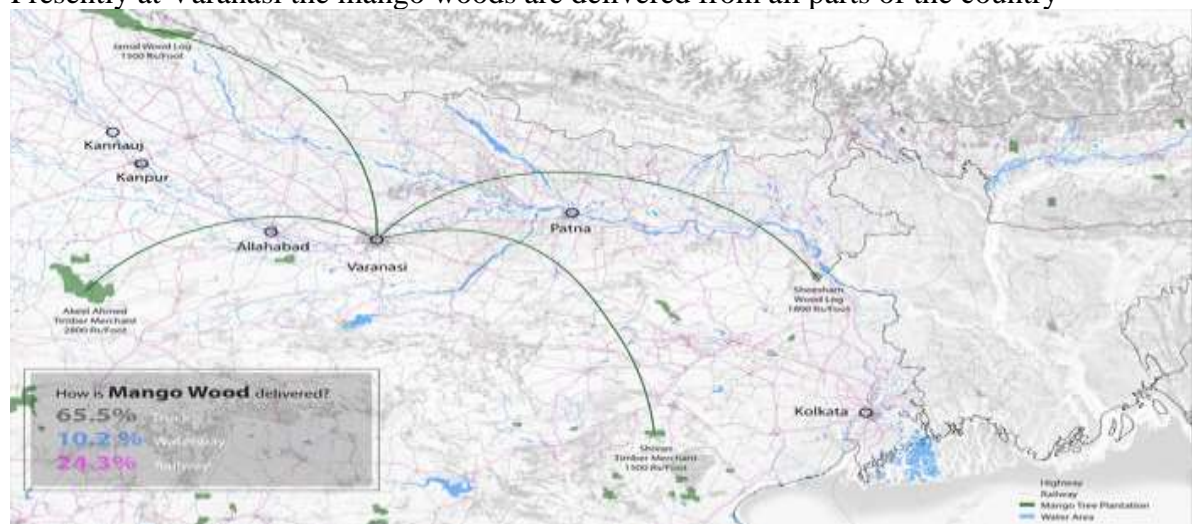 Presently at Varanasi the mango woods are delivered from all parts of the country
Jamal Wood Log
1500 Rs/Foot
Kannauj
Kanpur
Allahabad
Varanasi
Patna
Akeel Ahmed
Timber Merchant
2800 Rs/Foot
Sheesham
Wood Log
1800 Rs/Foot
How is Mango Wood delivered?
65.5%
10.2 % Waterway
24.3% Railway
Kolkata
Timber Merchant
1500 Rs/Foot
Highway
Railway
Mango Tree Plantation
Water Area